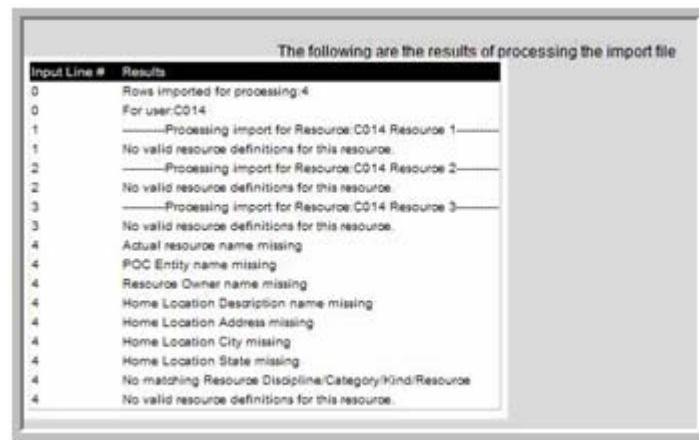 The following are the results of processing the import file
Input Line # Results
0 Rows imported for processing:4
0 For user:C014
1 ----------Processing import for Resource:C014 Resource 1----------
1 No valid resource definitions for this resource.
2 ----------Processing import for Resource:C014 Resource 2----------
2 No valid resource definitions for this resource.
3 ----------Processing import for Resource:C014 Resource 3----------
3 No valid resource definitions for this resource.
4 Actual resource name missing
4 POC Entity name missing
4 Resource Owner name missing
4 Home Location Description name missing
4 Home Location Address missing
4 Home Location City missing
4 Home Location State missing
4 No matching Resource Discipline/Category/Kind/Resource
4 No valid resource definitions for this resource.